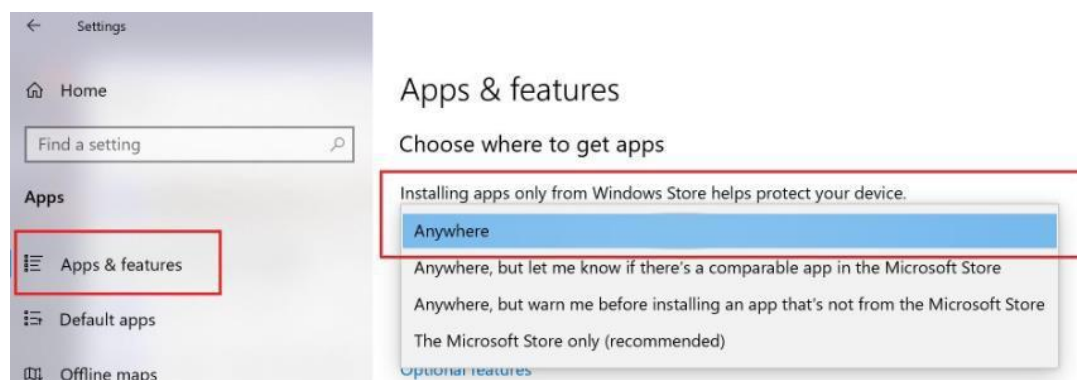 Settings
Home
Find a setting
Apps
Apps & features
Default apps
Offline maps
Apps & features
Choose where to get apps
Installing apps only from Windows Store helps protect your device.
Anywhere
Anywhere, but let me know if there's a comparable app in the Microsoft Store
Anywhere, but warn me before installing an app that's not from the Microsoft Store
The Microsoft Store only (recommended)
Optional features